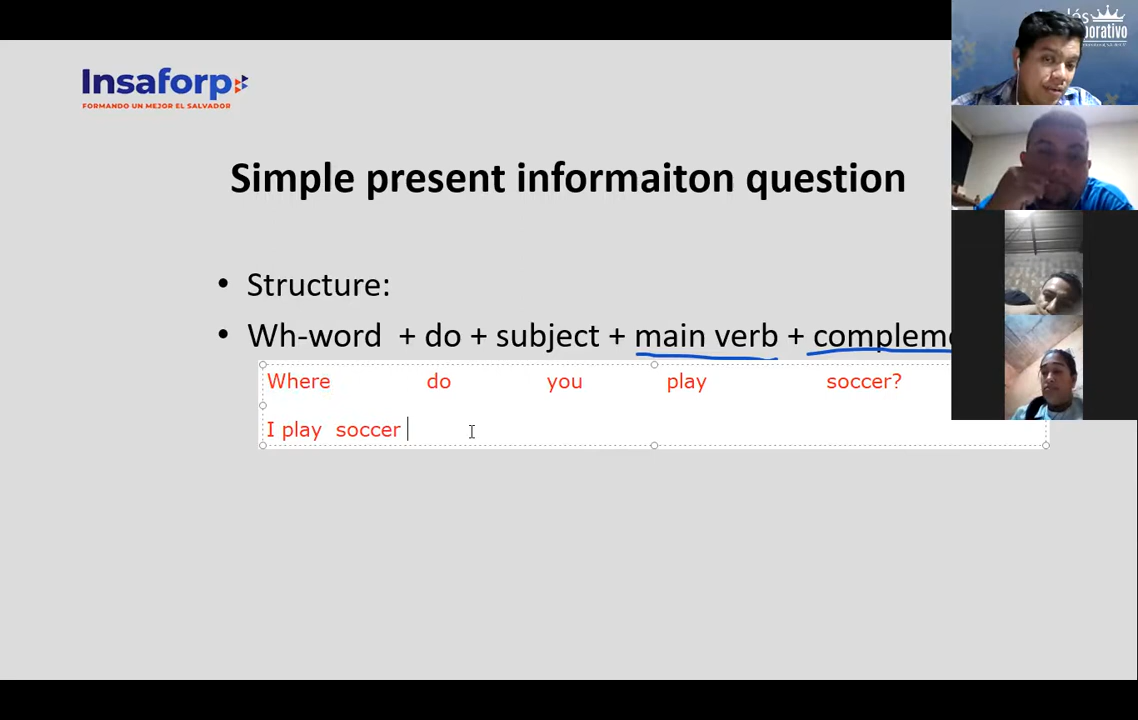 Insaforp
FORMANDO UN MEJOR EL SALVADOR
Simple present informaiton question
• Structure:
• Wh-word + do + subject + main verb + compleme
Where do you play soccer?
I play soccer